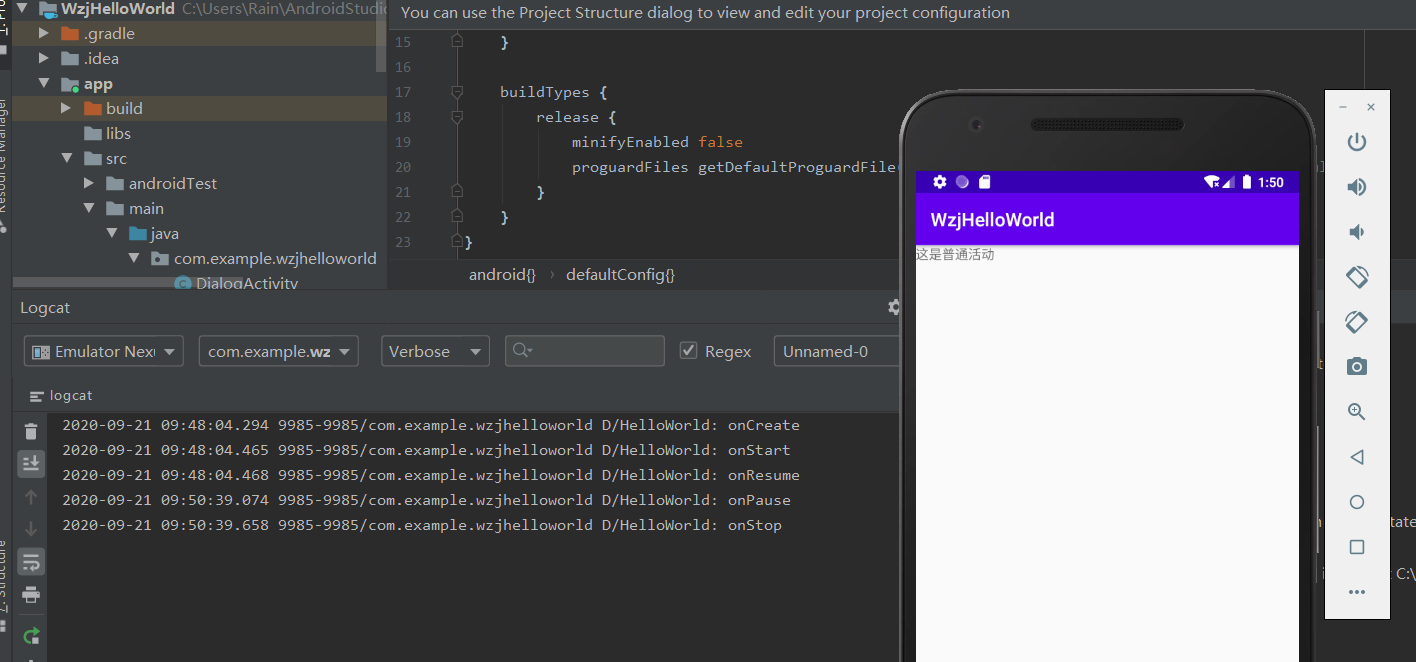 WzjHelloWorld C:\Users\Rain\AndroidStudio
.gradle
.idea
app
build
libs
src
androidTest
main
java
com.example.wzjhelloworld
DialogActivity
Resource Manager
Z: Structure
You can use the Project Structure dialog to view and edit your project configuration
15 }
16
17 buildTypes {
18 release {
19 minifyEnabled false
20 proguardFiles getDefaultProguardFile(
21 }
22 }
23 }
android{} › defaultConfig{}
Logcat
Emulator Nex
com.example.wz
Verbose
Regex
Unnamed-0
logcat
2020-09-21 09:48:04.294 9985-9985/com.example.wzjhelloworld D/HelloWorld: onCreate
2020-09-21 09:48:04.465 9985-9985/com.example.wzjhelloworld D/HelloWorld: onStart
2020-09-21 09:48:04.468 9985-9985/com.example.wzjhelloworld D/HelloWorld: onResume
2020-09-21 09:50:39.074 9985-9985/com.example.wzjhelloworld D/HelloWorld: onPause
2020-09-21 09:50:39.658 9985-9985/com.example.wzjhelloworld D/HelloWorld: onStop
1:50
WzjHelloWorld
这是普通活动
tate
C:\